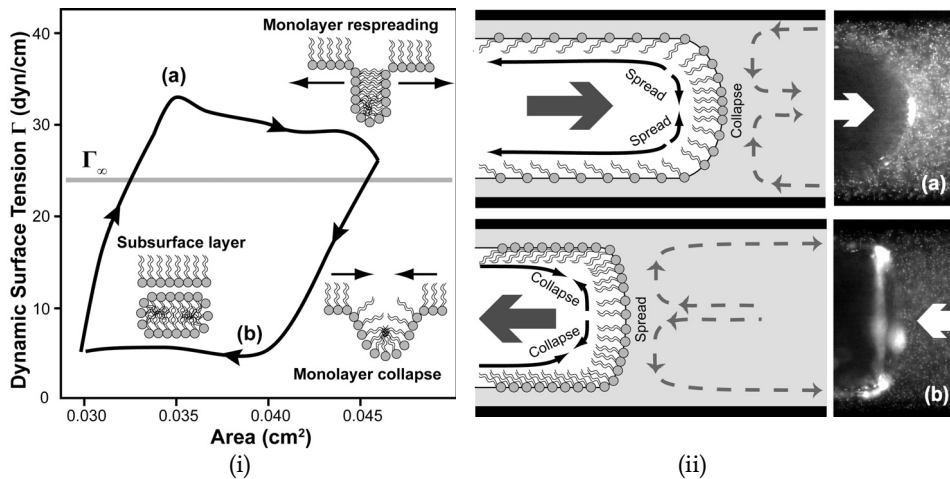 Dynamic Surface Tension Γ (dyn/cm)
40
30
20
10
0
Γ∞
(a)
Monolayer respreading
Subsurface layer
(b)
Monolayer collapse
0.030
0.035
0.040
0.045
Area (cm²)
(i)
Spread
Spread
Collapse
(a)
Collapse
Collapse
Spread
(b)
(ii)